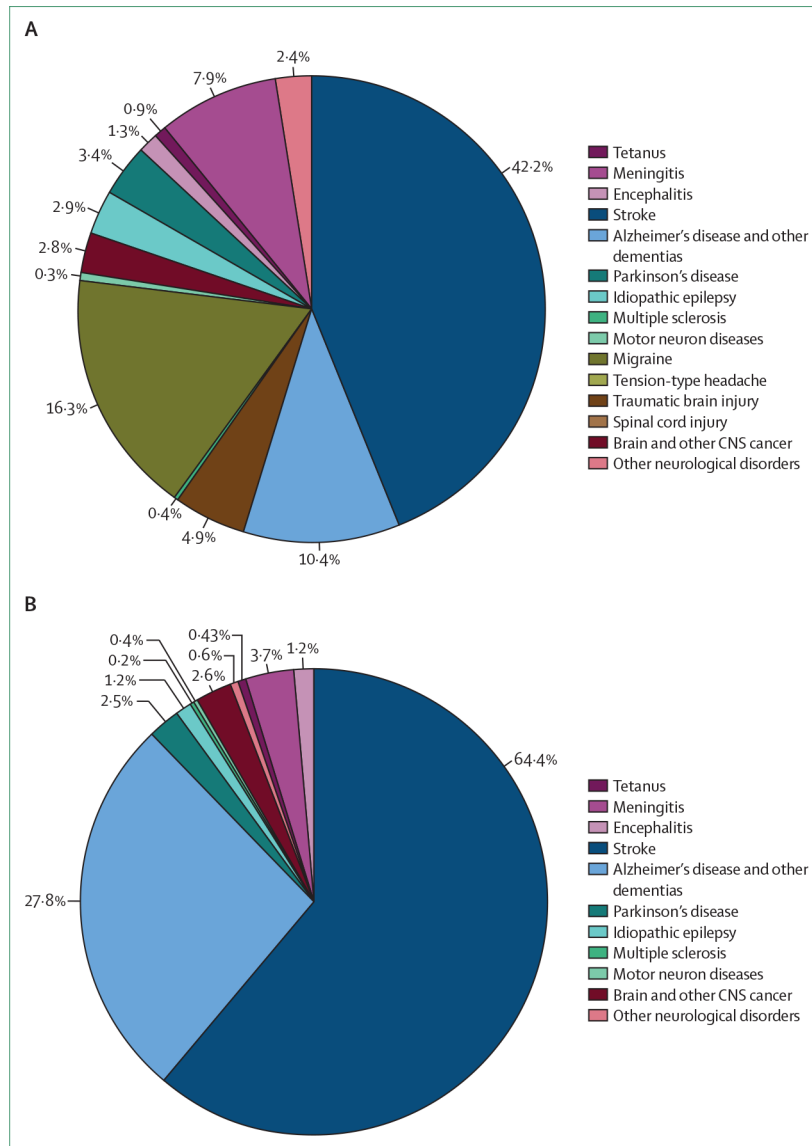 A
2·4%
7·9%
0·9%
1·3%
3·4%
2·9%
2·8%
0·3%
16·3%
0·4%
4·9%
10·4%
42·2%
Tetanus
Meningitis
Encephalitis
Stroke
Alzheimer's disease and other
dementias
Parkinson's disease
Idiopathic epilepsy
Multiple sclerosis
Motor neuron diseases
Migraine
Tension-type headache
Traumatic brain injury
Spinal cord injury
Brain and other CNS cancer
Other neurological disorders
B
0·4%
0·2%
1·2%
2·5%
0·43%
0·6%
2·6%
3·7%
1·2%
64·4%
27·8%
Tetanus
Meningitis
Encephalitis
Stroke
Alzheimer's disease and other
dementias
Parkinson's disease
Idiopathic epilepsy
Multiple sclerosis
Motor neuron diseases
Brain and other CNS cancer
Other neurological disorders